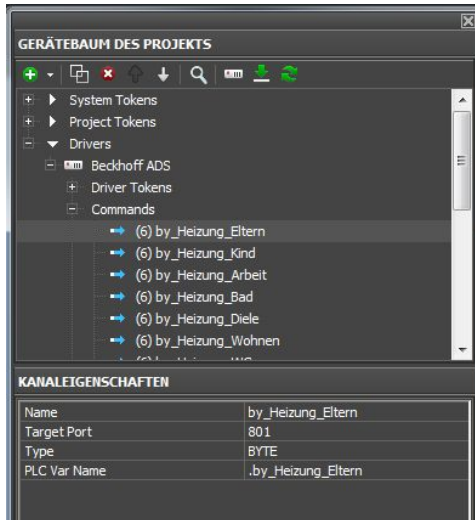 GERÄTEBAUM DES PROJEKTS
System Tokens
Project Tokens
Drivers
Beckhoff ADS
Driver Tokens
Commands
(6) by_Heizung_Eltern
(6) by_Heizung_Kind
(6) by_Heizung_Arbeit
(6) by_Heizung_Bad
(6) by_Heizung_Diele
(6) by_Heizung_Wohnen
KANALEIGENSCHAFTEN
Name by_Heizung_Eltern
Target Port 801
Type BYTE
PLC Var Name .by_Heizung_Eltern